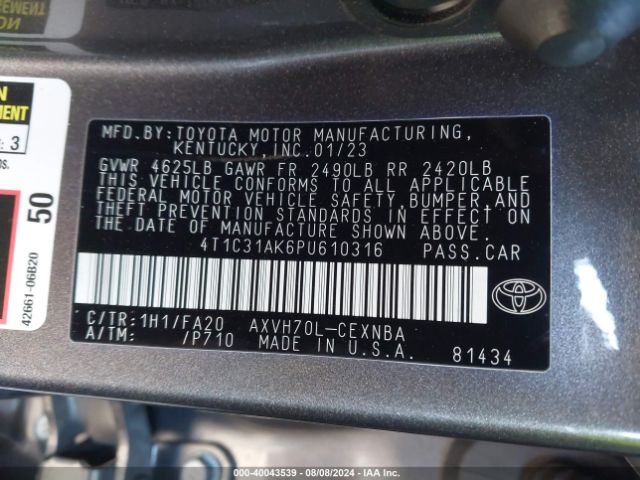 MFD.BY:TOYOTA MOTOR MANUFACTURING,
KENTUCKY,INC.01/23
GVWR 4625LB GAWR FR 2490LB RR 2420LB
THIS VEHICLE CONFORMS TO ALL APPLICABLE
FEDERAL MOTOR VEHICLE SAFETY,BUMPER,AND
THEFT PREVENTION STANDARDS IN EFFECT ON
THE DATE OF MANUFACTURE SHOWN ABOVE.
4T1C31AK6PU610316 PASS.CAR
C/TR:1H1/FA20 AXVH70L-CEXNBA
A/TM: /P710 MADE IN U.S.A. 81434
: 3
50
42661-06B20
000-40043539 - 08/08/2024 - IAA Inc.